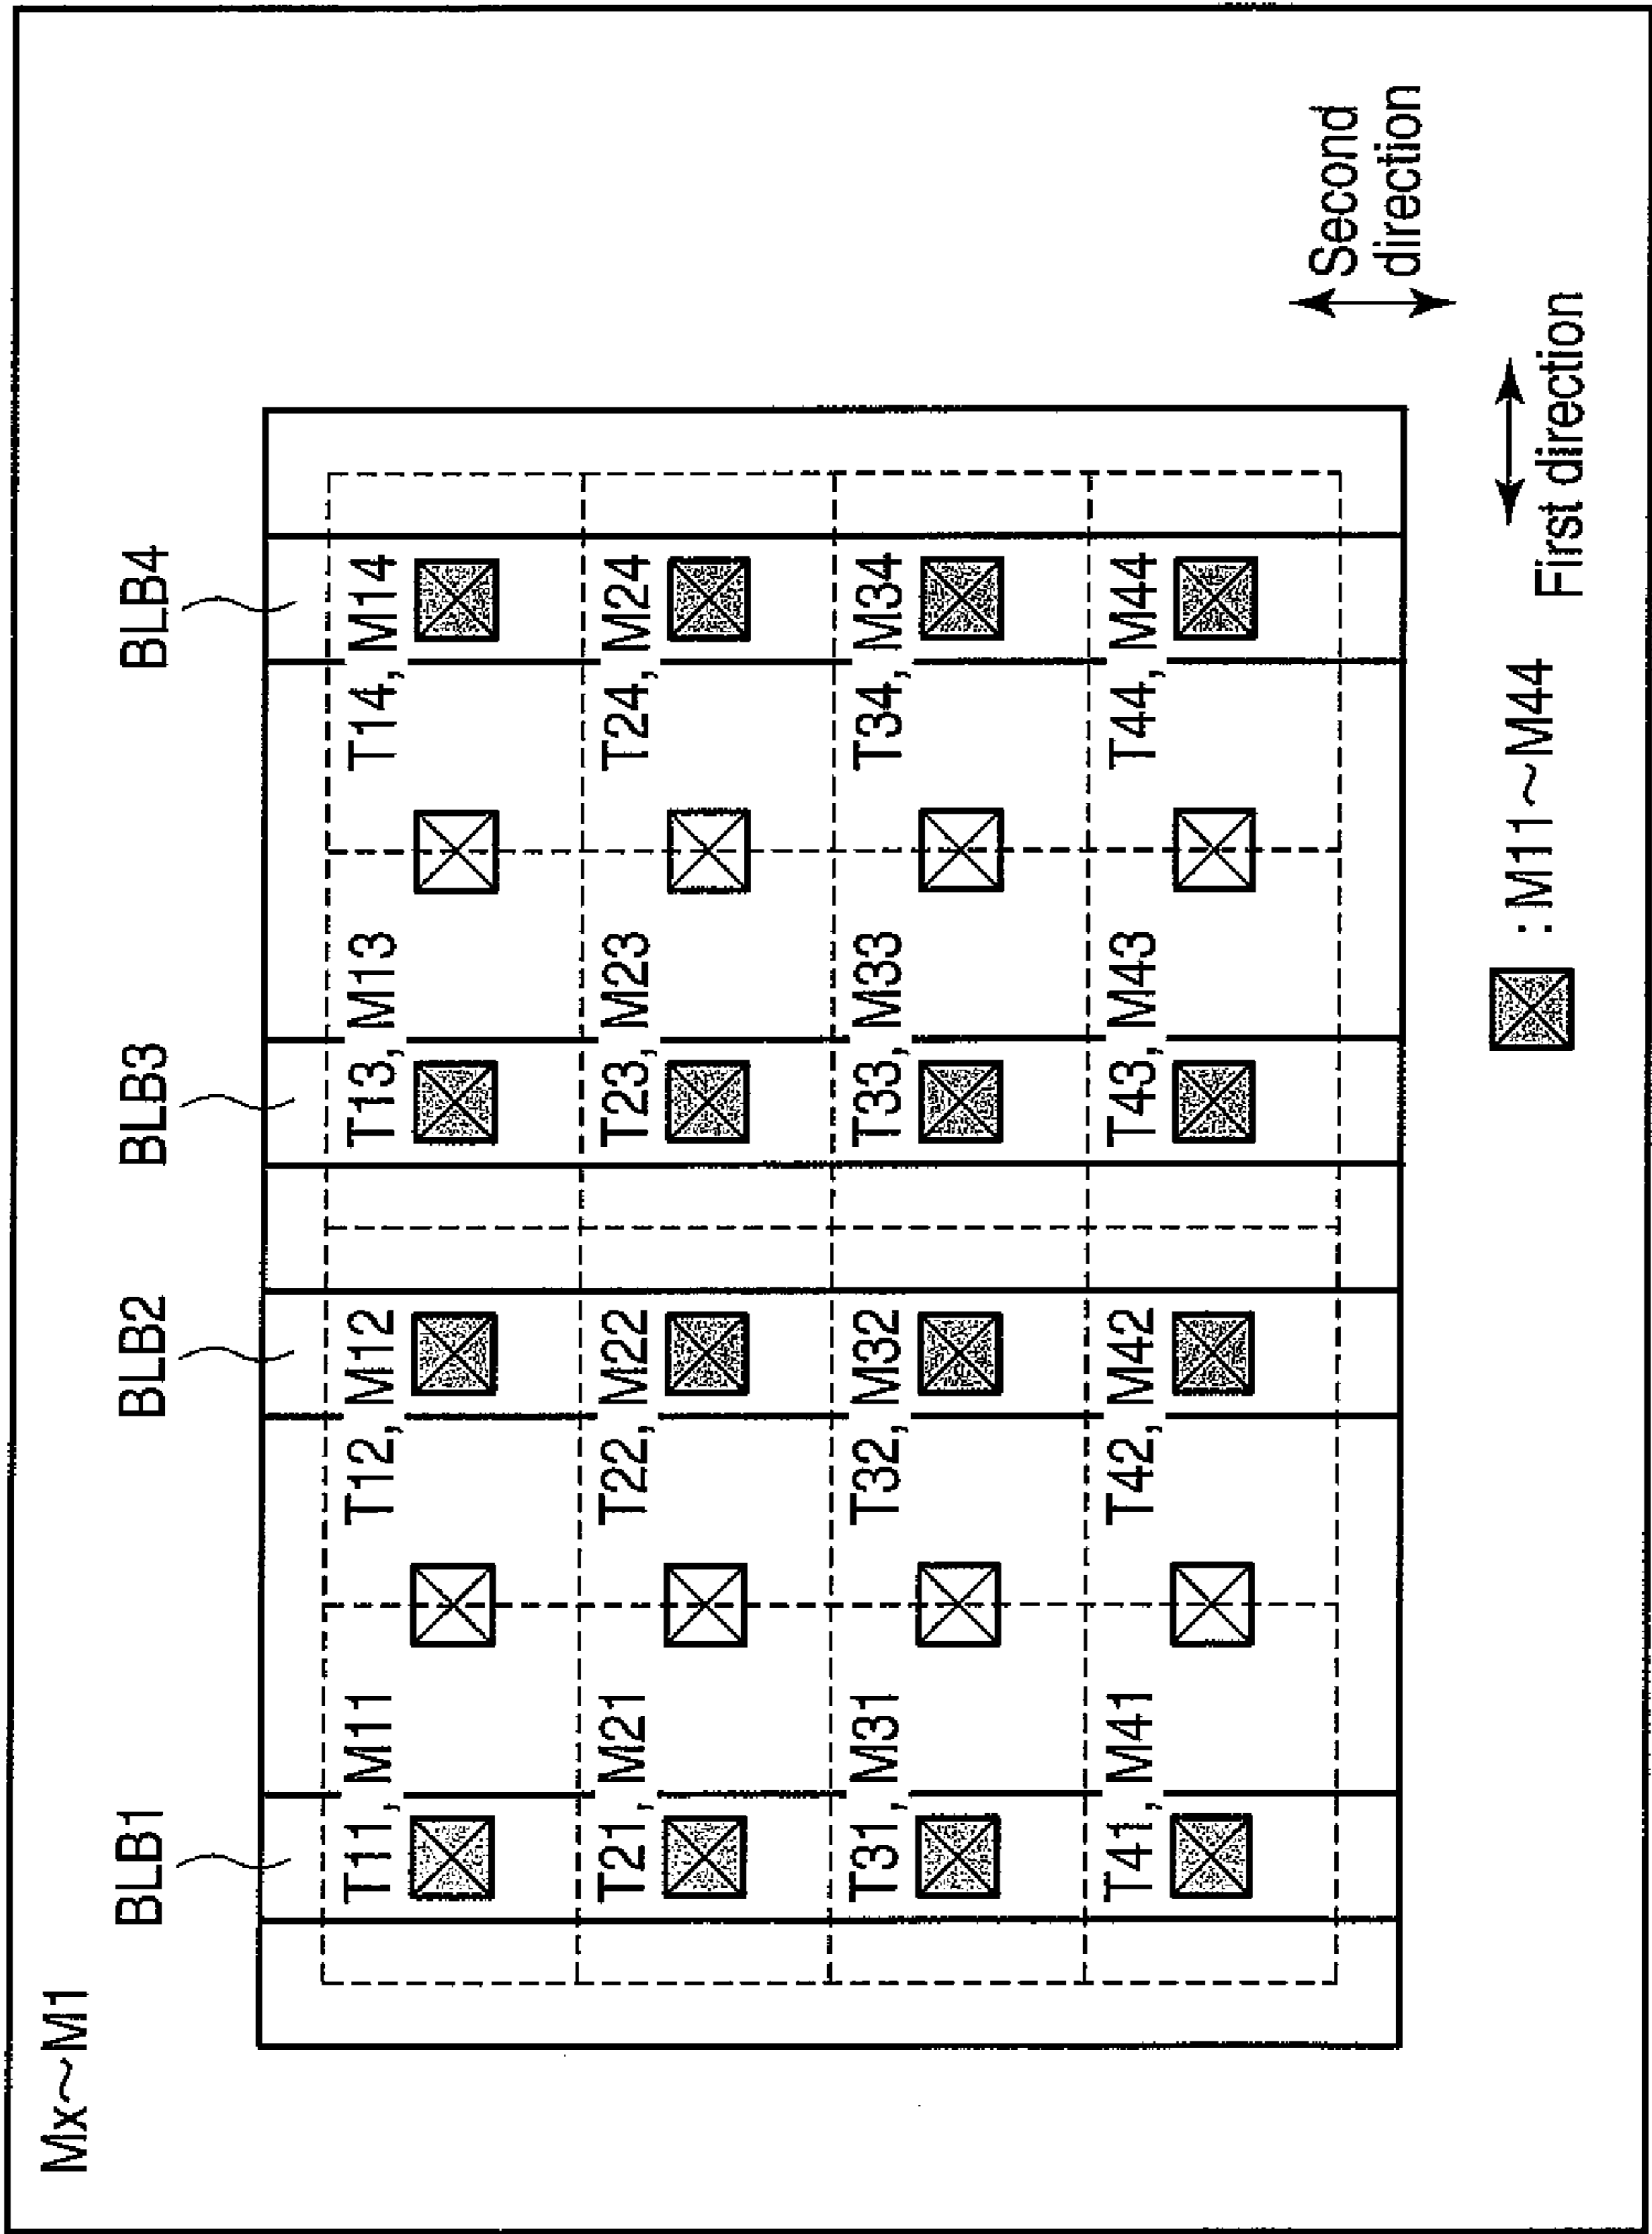 Mx~M1
BLB1
BLB2
BLB3
BLB4
T11, M11
T12, M12
T13, M13
T14, M14
T21, M21
T22, M22
T23, M23
T24, M24
T31, M31
T32, M32
T33, M33
T34, M34
T41, M41
T42, M42
T43, M43
T44, M44
: M11~M44
First direction
Second
direction